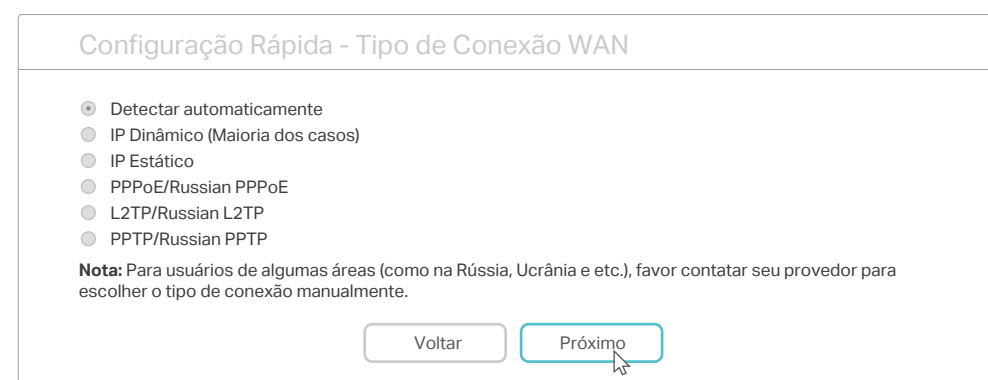 Configuração Rápida - Tipo de Conexão WAN
Detectar automaticamente
IP Dinâmico (Maioria dos casos)
IP Estático
PPPoE/Russian PPPoE
L2TP/Russian L2TP
PPTP/Russian PPTP
Nota: Para usuários de algumas áreas (como na Rússia, Ucrânia e etc.), favor contatar seu provedor para
escolher o tipo de conexão manualmente.
Voltar Próximo